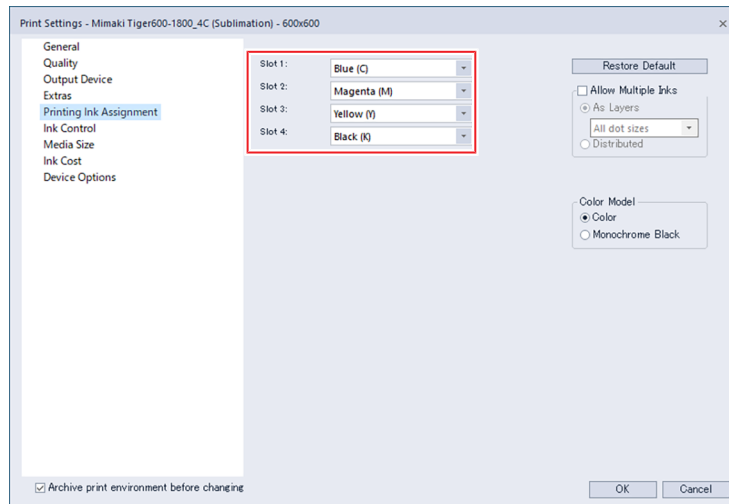 Print Settings - Mimaki Tiger600-1800_4C (Sublimation) - 600x600
General
Quality
Output Device
Extras
Printing Ink Assignment
Ink Control
Media Size
Ink Cost
Device Options
Slot 1: Blue (C)
Slot 2: Magenta (M)
Slot 3: Yellow (Y)
Slot 4: Black (K)
Restore Default
Allow Multiple Inks
As Layers
All dot sizes
Distributed
Color Model
Color
Monochrome Black
Archive print environment before changing
OK Cancel